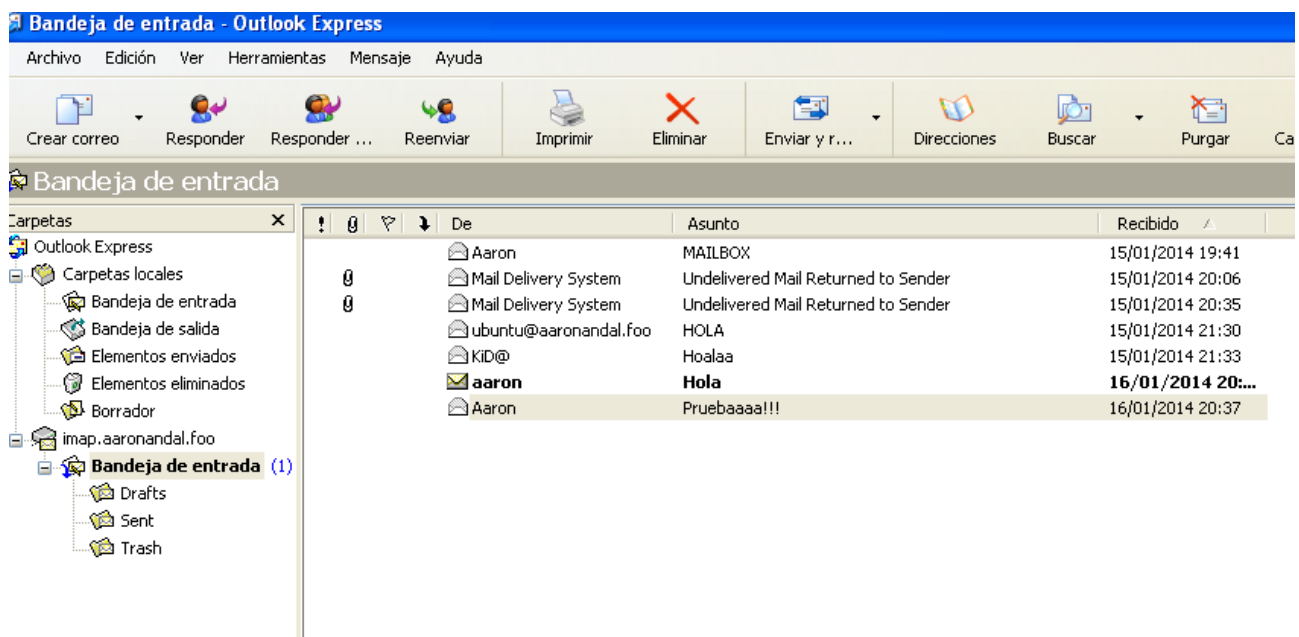 Bandeja de entrada - Outlook Express
Archivo Edición Ver Herramientas Mensaje Ayuda
Crear correo Responder Responder ... Reenviar Imprimir Eliminar Enviar y r... Direcciones Buscar Purgar Ca
Bandeja de entrada
Carpetas
Outlook Express
Carpetas locales
Bandeja de entrada
Bandeja de salida
Elementos enviados
Elementos eliminados
Borrador
imap.aaronandal.foo
Bandeja de entrada (1)
Drafts
Sent
Trash
De Asunto Recibido
Aaron MAILBOX 15/01/2014 19:41
Mail Delivery System Undelivered Mail Returned to Sender 15/01/2014 20:06
Mail Delivery System Undelivered Mail Returned to Sender 15/01/2014 20:35
ubuntu@aaronandal.foo HOLA 15/01/2014 21:30
KiD@ Hoalaa 15/01/2014 21:33
aaron Hola 16/01/2014 20:...
Aaron Pruebaaaa!!! 16/01/2014 20:37